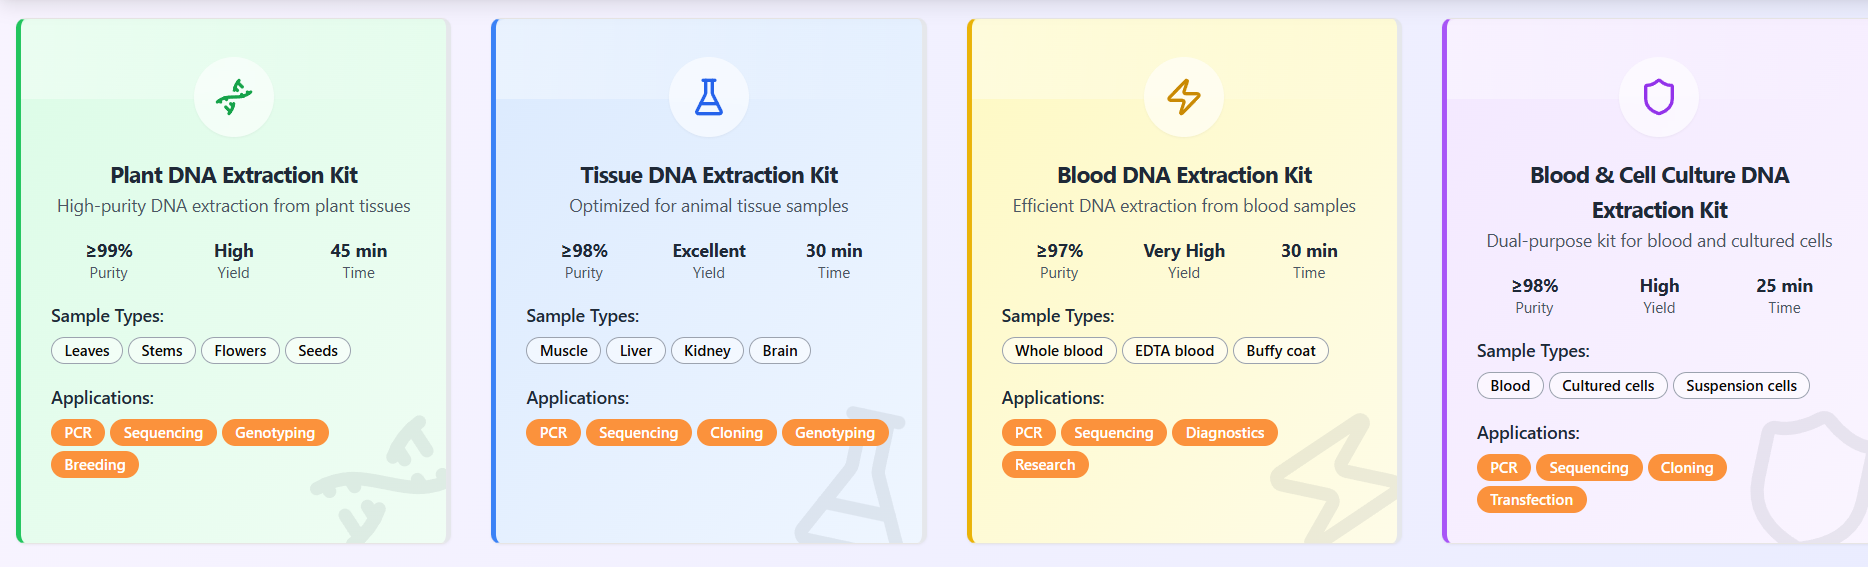 Plant DNA Extraction Kit
High-purity DNA extraction from plant tissues
≥99% High 45 min
Purity Yield Time
Sample Types:
Leaves Stems Flowers Seeds
Applications:
PCR Sequencing Genotyping
Breeding
Tissue DNA Extraction Kit
Optimized for animal tissue samples
≥98% Excellent 30 min
Purity Yield Time
Sample Types:
Muscle Liver Kidney Brain
Applications:
PCR Sequencing Cloning Genotyping
Blood DNA Extraction Kit
Efficient DNA extraction from blood samples
≥97% Very High 30 min
Purity Yield Time
Sample Types:
Whole blood EDTA blood Buffy coat
Applications:
PCR Sequencing Diagnostics
Research
Blood & Cell Culture DNA
Extraction Kit
Dual-purpose kit for blood and cultured cells
≥98% High 25 min
Purity Yield Time
Sample Types:
Blood Cultured cells Suspension cells
Applications:
PCR Sequencing Cloning
Transfection